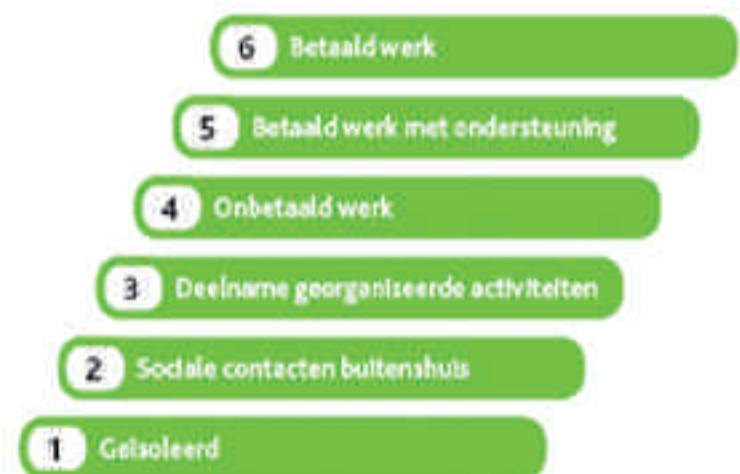 6 Betaald werk
5 Betaald werk met ondersteuning
4 Onbetaald werk
3 Deelname georganiseerde activiteiten
2 Sociale contacten buitenshuis
1 Geïsoleerd